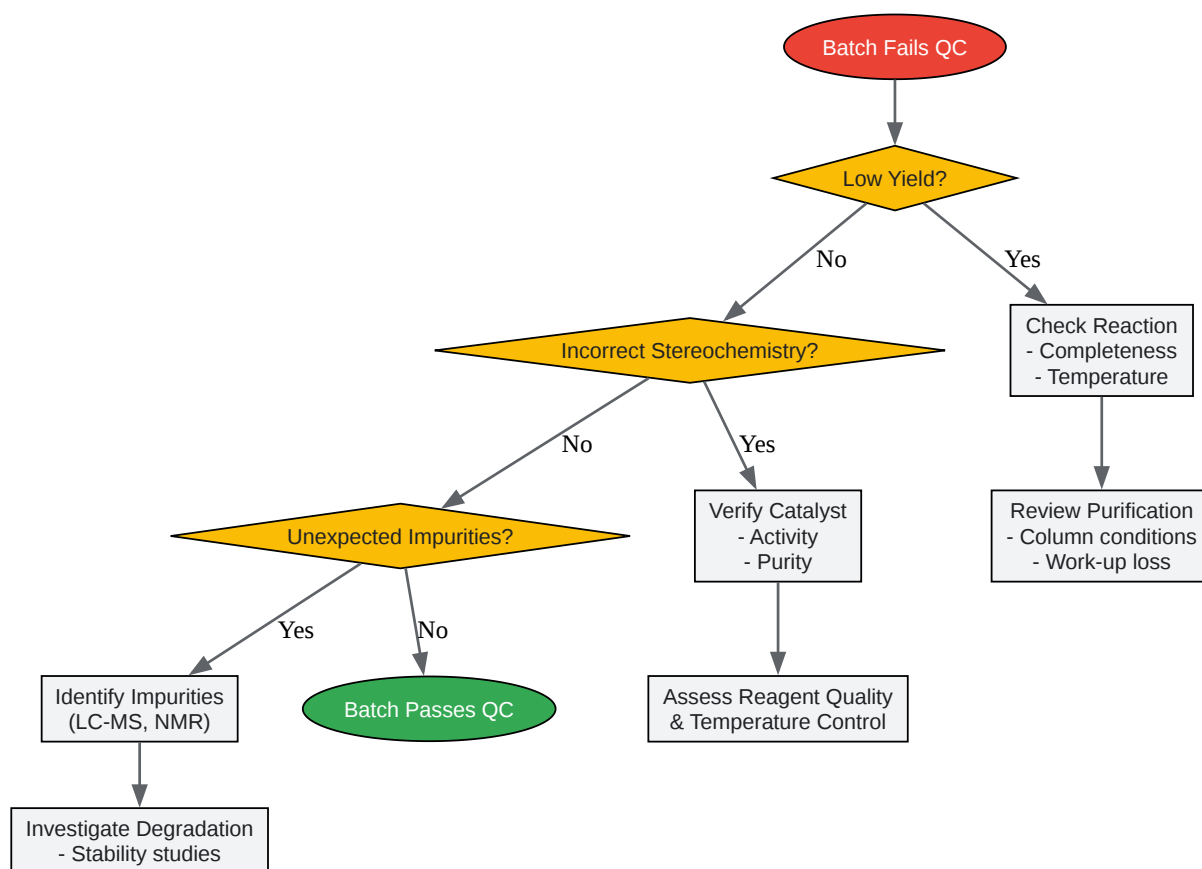 Batch Fails QC
Low Yield?
No
Yes
Incorrect Stereochemistry?
Check Reaction
- Completeness
- Temperature
No
Yes
Unexpected Impurities?
Verify Catalyst
- Activity
- Purity
Review Purification
- Column conditions
- Work-up loss
Yes
No
Identify Impurities
(LC-MS, NMR)
Batch Passes QC
Assess Reagent Quality
& Temperature Control
Investigate Degradation
- Stability studies